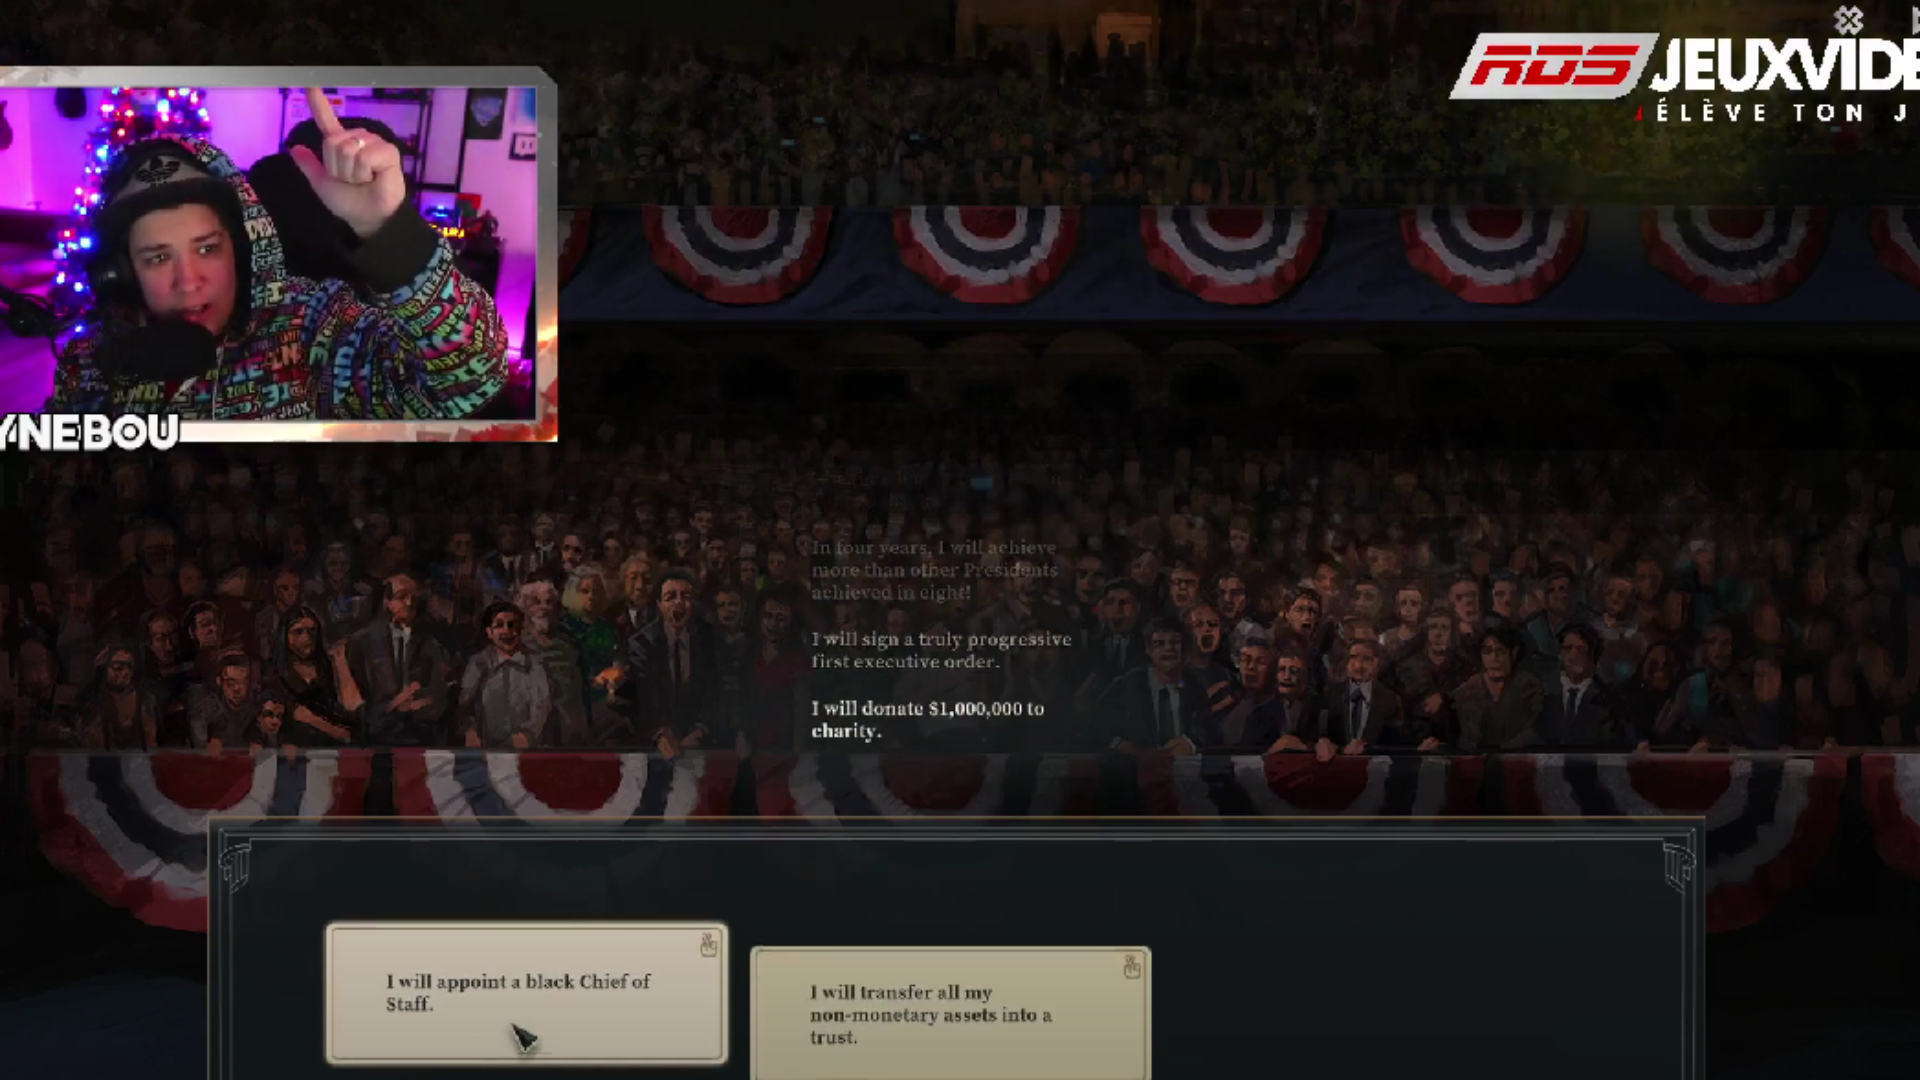 RDS JEUXVIDE
ÉLÈVE TON J
YNEBOU
In four years, I will achieve
more than other Presidents
achieved in eight!
I will sign a truly progressive
first executive order.
I will donate $1,000,000 to
charity.
I will appoint a black Chief of
Staff.
I will transfer all my
non-monetary assets into a
trust.